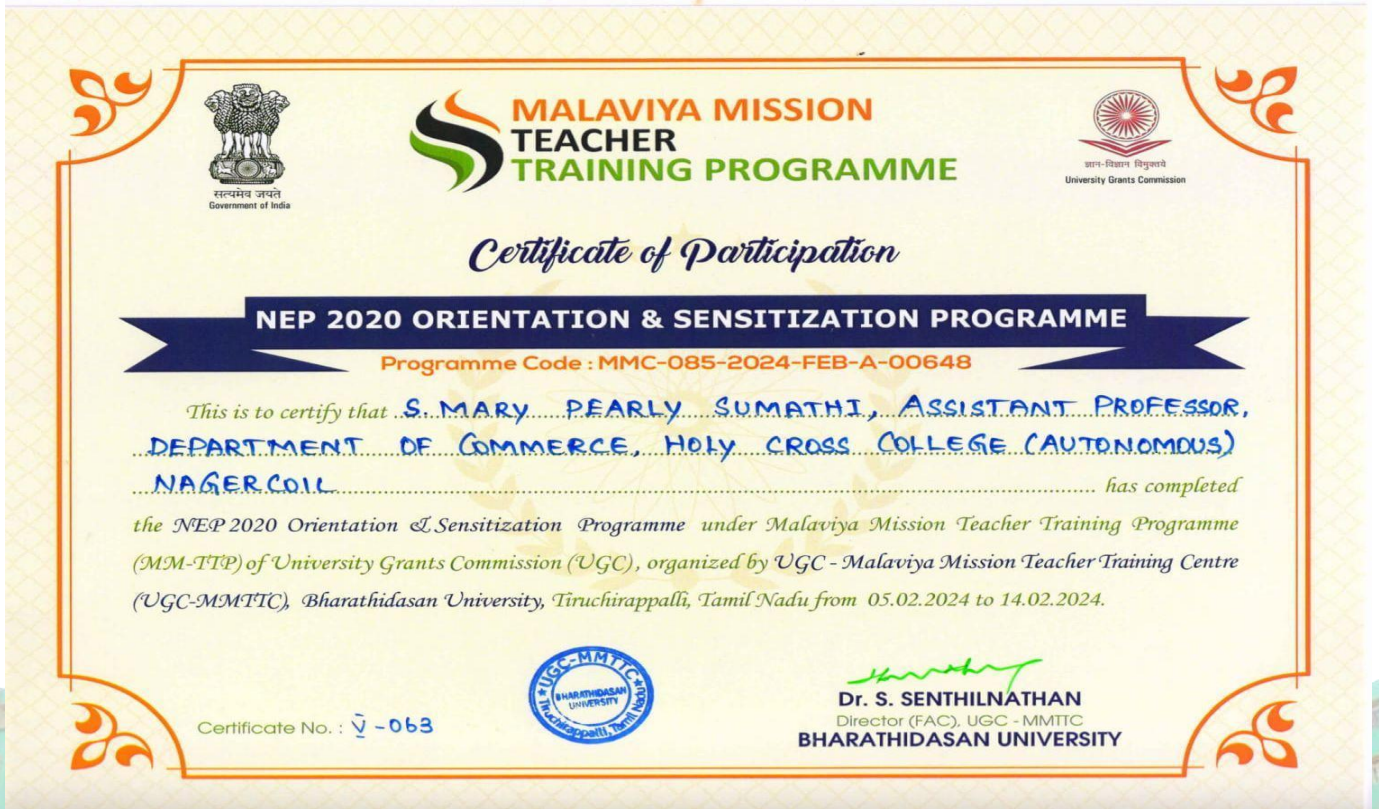 सत्यमेव जयते
Government of India
MALAVIYA MISSION
TEACHER
TRAINING PROGRAMME
ज्ञान-विज्ञान विमुक्तये
University Grants Commission
Certificate of Participation
NEP 2020 ORIENTATION & SENSITIZATION PROGRAMME
Programme Code : MMC-085-2024-FEB-A-00648
This is to certify that S. MARY PEARLY SUMATHI, ASSISTANT PROFESSOR,
DEPARTMENT OF COMMERCE, HOLY CROSS COLLEGE (AUTONOMOUS)
NAGERCOIL has completed
the NEP 2020 Orientation & Sensitization Programme under Malaviya Mission Teacher Training Programme
(MM-TTP) of University Grants Commission (UGC), organized by UGC - Malaviya Mission Teacher Training Centre
(UGC-MMTTC), Bharathidasan University, Tiruchirappalli, Tamil Nadu from 05.02.2024 to 14.02.2024.
UGC-MMTTC
BHARATHIDASAN
UNIVERSITY
Tiruchirappalli, Tamil Nadu
Dr. S. SENTHILNATHAN
Director (FAC), UGC - MMTTC
BHARATHIDASAN UNIVERSITY
Certificate No. : V -063